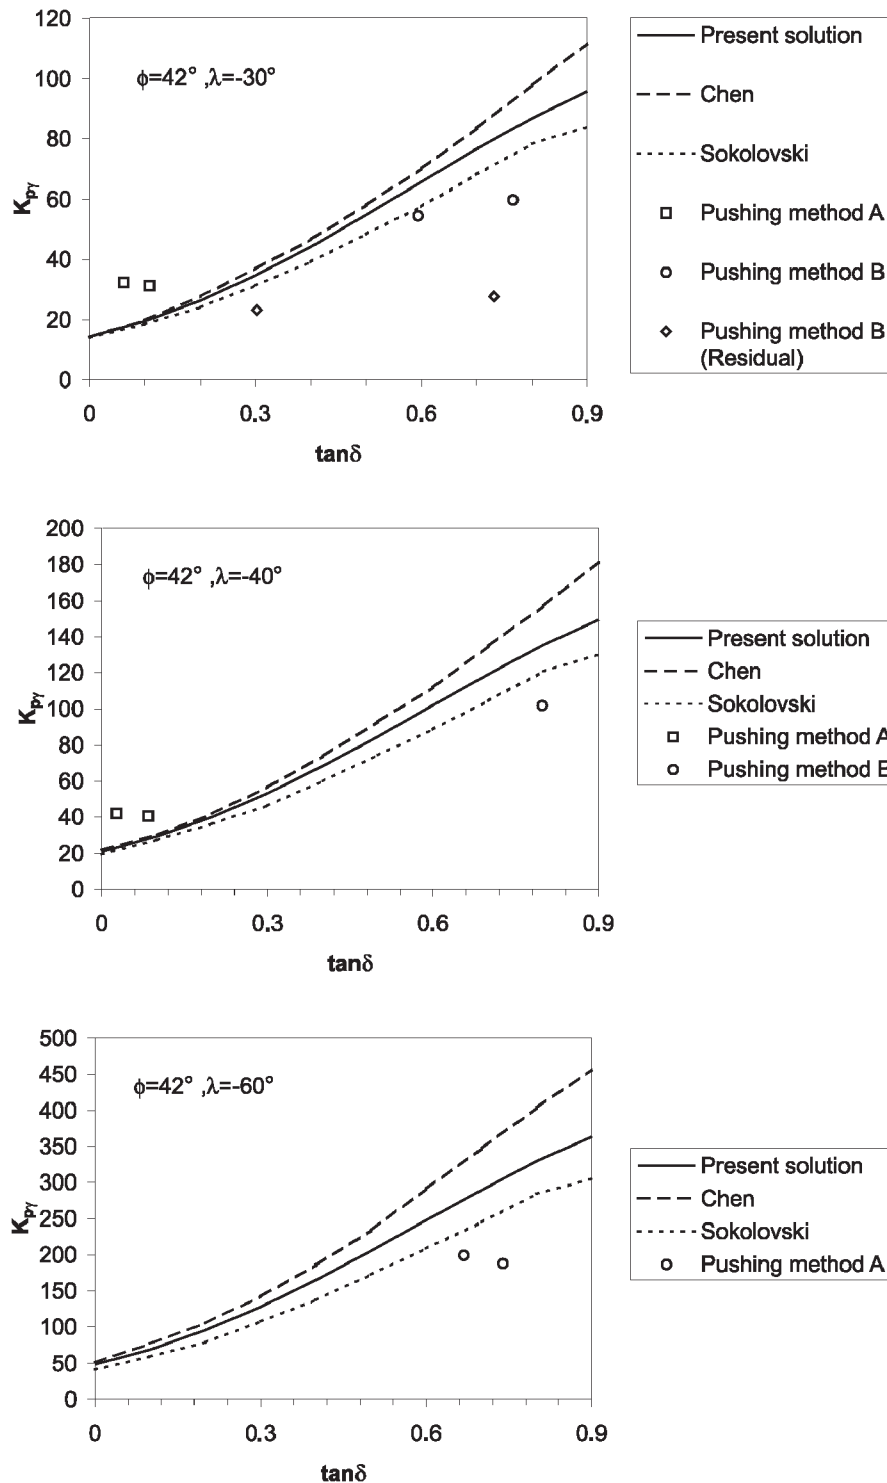 120
100
80
60
40
20
0
Kpγ
ϕ=42° ,λ=-30°
0 0.3 0.6 0.9
tanδ
Present solution
Chen
Sokolovski
Pushing method A
Pushing method B
Pushing method B
(Residual)
200
180
160
140
120
100
80
60
40
20
0
Kpγ
ϕ=42° ,λ=-40°
0 0.3 0.6 0.9
tanδ
Present solution
Chen
Sokolovski
Pushing method A
Pushing method E
500
450
400
350
300
250
200
150
100
50
0
Kpγ
ϕ=42° ,λ=-60°
0 0.3 0.6 0.9
tanδ
Present solution
Chen
Sokolovski
Pushing method A